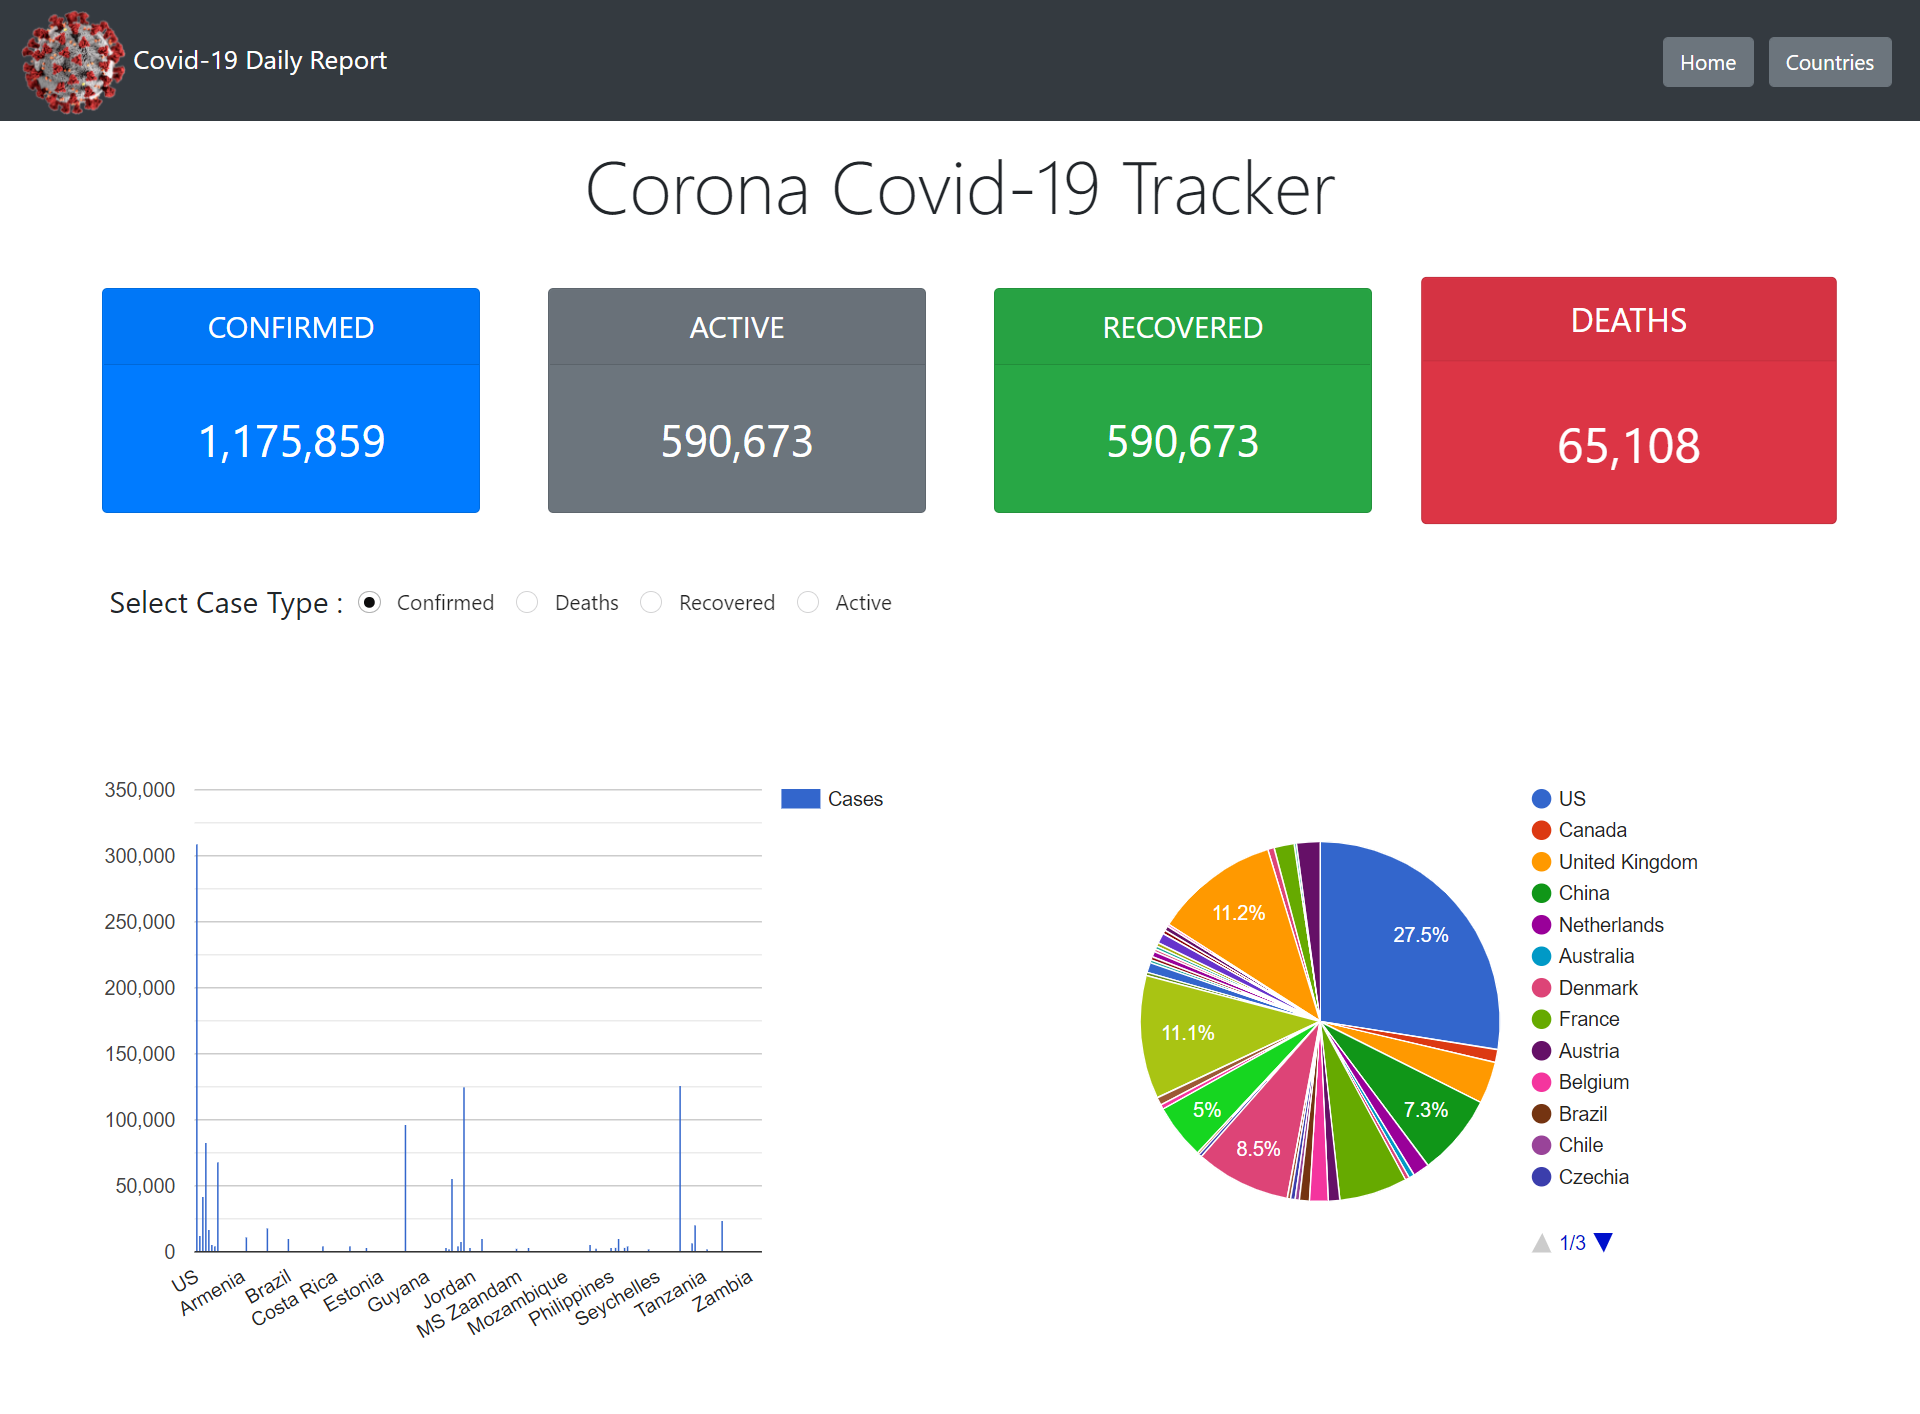 Covid-19 Daily Report
Home
Countries
Corona Covid-19 Tracker
CONFIRMED
1,175,859
ACTIVE
590,673
RECOVERED
590,673
DEATHS
65,108
Select Case Type :
Confirmed
Deaths
Recovered
Active
350,000
300,000
250,000
200,000
150,000
100,000
50,000
0
US
Armenia
Brazil
Costa Rica
Estonia
Guyana
Jordan
MS Zaandam
Mozambique
Philippines
Seychelles
Tanzania
Zambia
Cases
27.5%
7.3%
8.5%
5%
11.1%
11.2%
US
Canada
United Kingdom
China
Netherlands
Australia
Denmark
France
Austria
Belgium
Brazil
Chile
Czechia
1/3